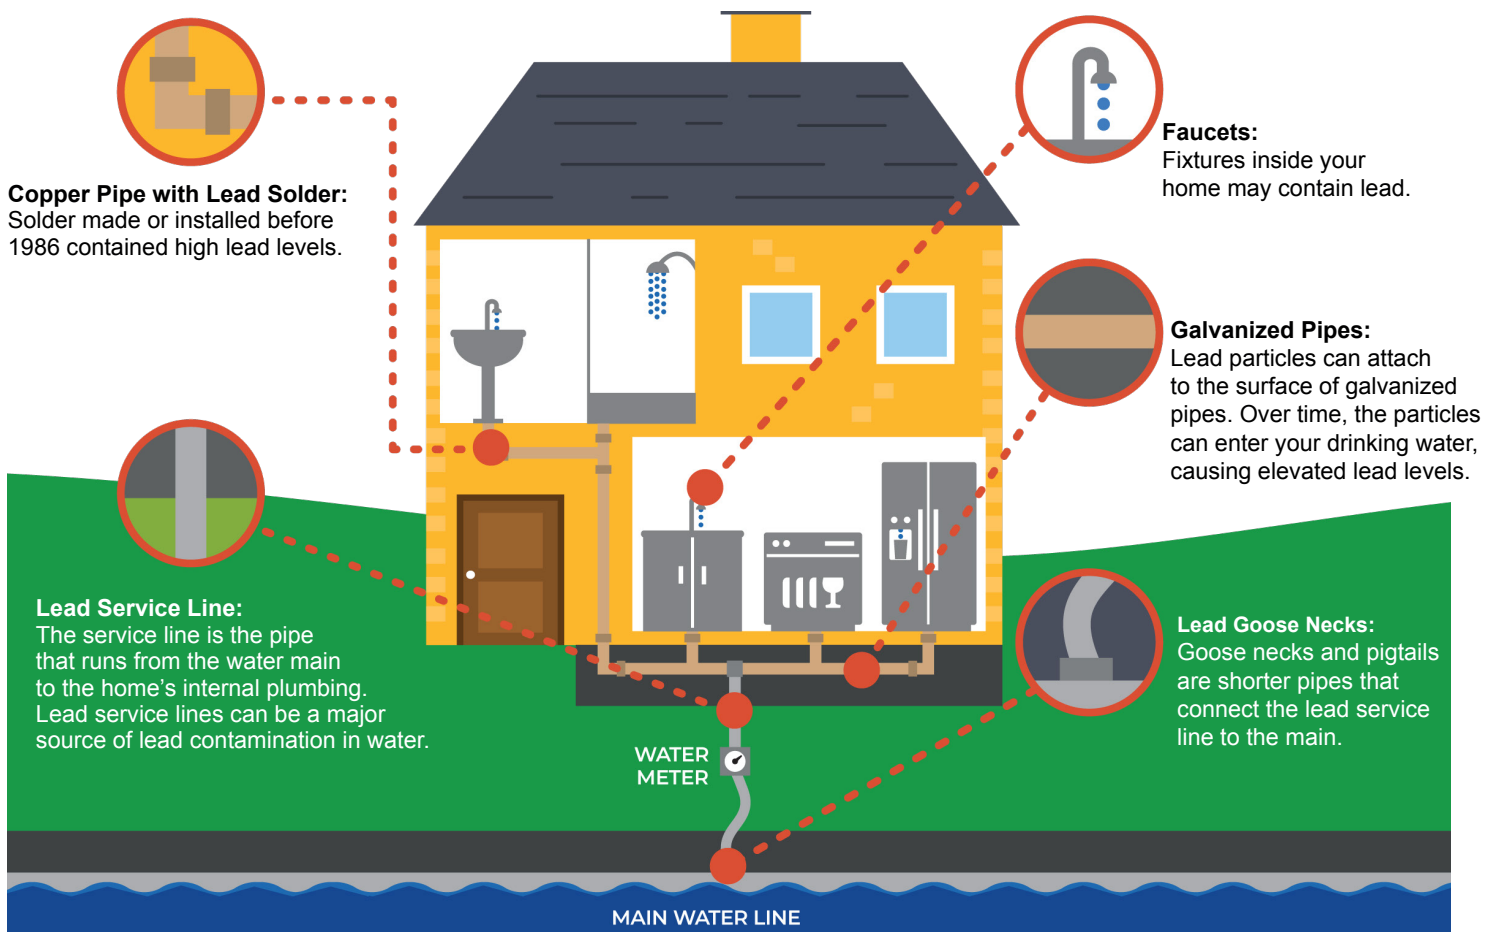 Copper Pipe with Lead Solder:
Solder made or installed before
1986 contained high lead levels.
Faucets:
Fixtures inside your
home may contain lead.
Galvanized Pipes:
Lead particles can attach
to the surface of galvanized
pipes. Over time, the particles
can enter your drinking water,
causing elevated lead levels.
Lead Service Line:
The service line is the pipe
that runs from the water main
to the home’s internal plumbing.
Lead service lines can be a major
source of lead contamination in water.
Lead Goose Necks:
Goose necks and pigtails
are shorter pipes that
connect the lead service
line to the main.
WATER
METER
MAIN WATER LINE